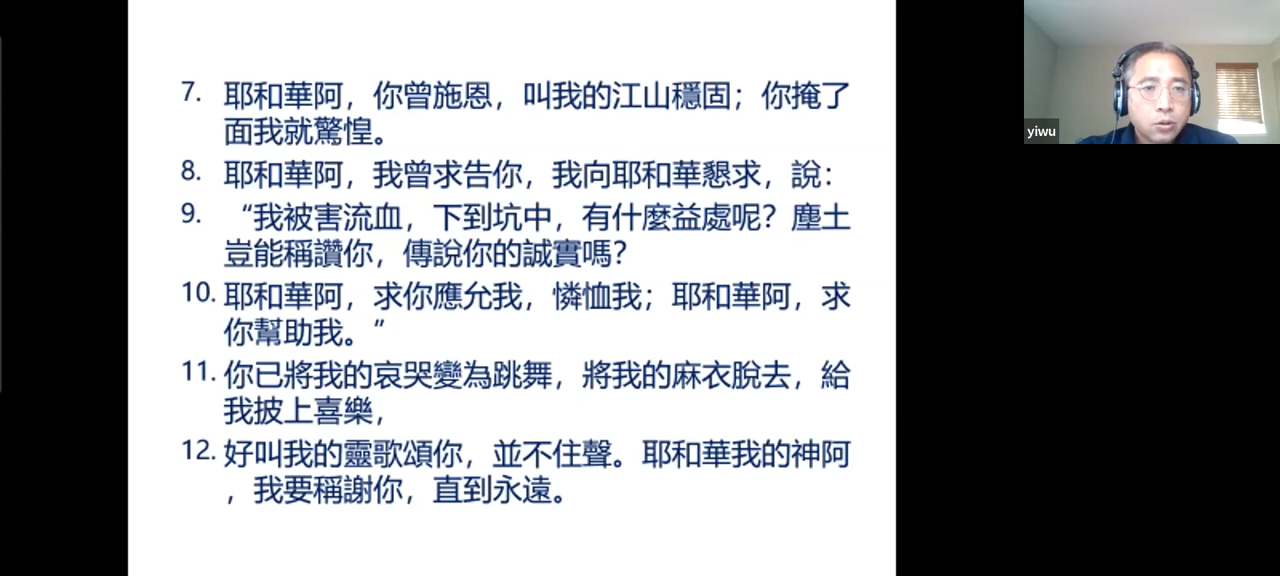 7. 耶和華阿，你曾施恩，叫我的江山穩固；你掩了
面我就驚惶。
8. 耶和華阿，我曾求告你，我向耶和華懇求，說：
9. “我被害流血，下到坑中，有什麼益處呢？塵土
豈能稱讚你，傳說你的誠實嗎？
10. 耶和華阿，求你應允我，憐恤我；耶和華阿，求
你幫助我。”
11. 你已將我的哀哭變為跳舞，將我的麻衣脫去，給
我披上喜樂，
12. 好叫我的靈歌頌你，並不住聲。耶和華我的神阿
，我要稱謝你，直到永遠。
yiwu